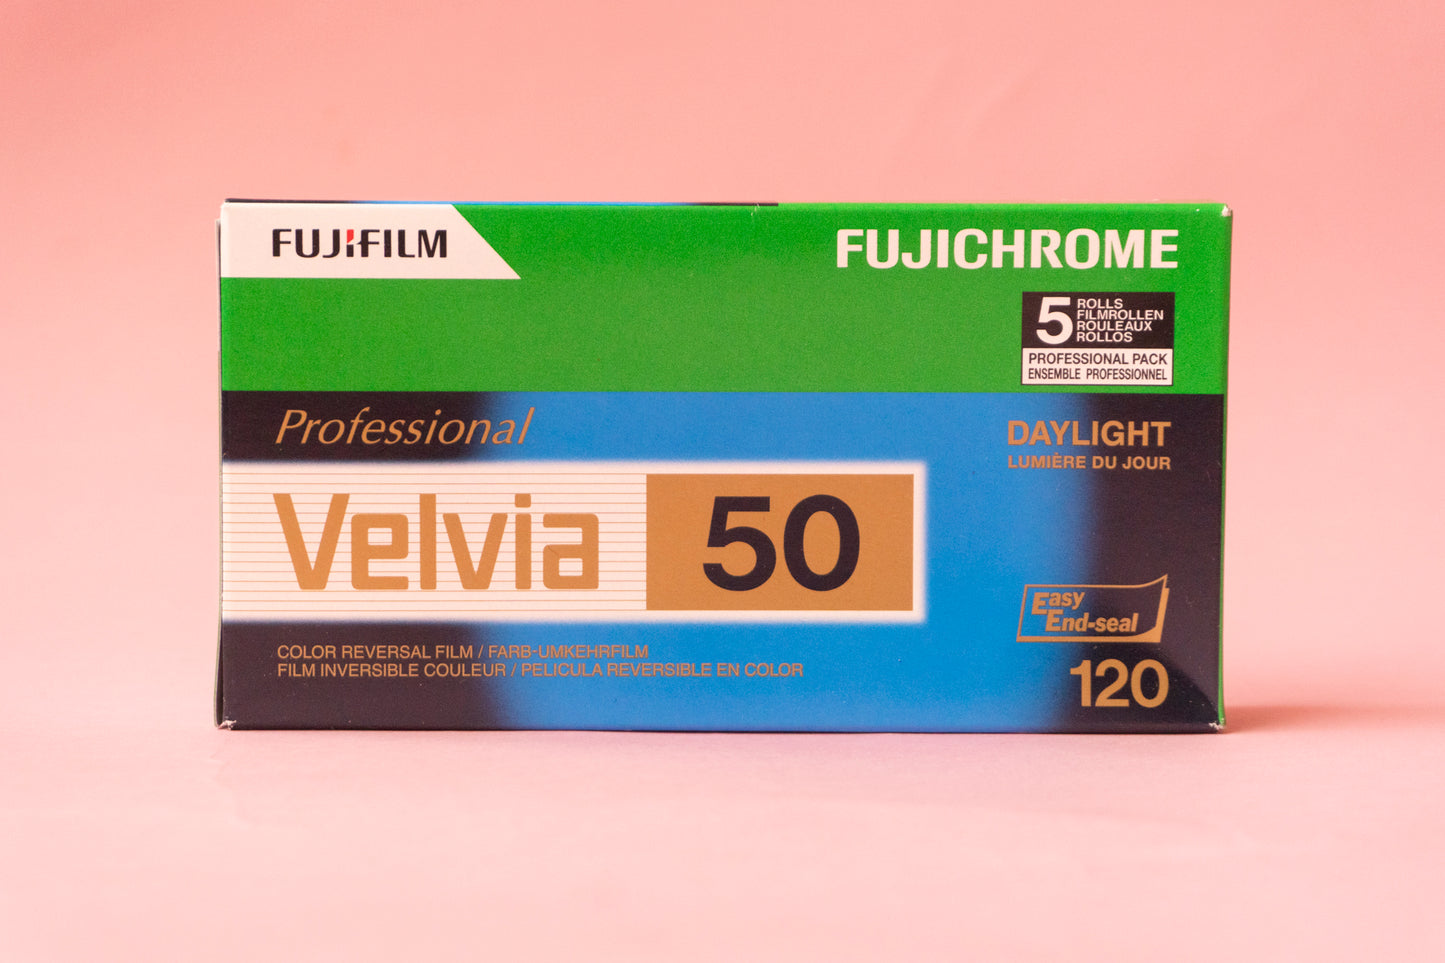 FUJIFILM
FUJICHROME
5 ROLLS
FILMROLLEN
ROULEAUX
ROLLOS
PROFESSIONAL PACK
ENSEMBLE PROFESSIONNEL
Professional
DAYLIGHT
LUMIÈRE DU JOUR
Velvia 50
Easy
End-seal
COLOR REVERSAL FILM / FARB-UMKEHRFILM
FILM INVERSIBLE COULEUR / PELICULA REVERSIBLE EN COLOR
120